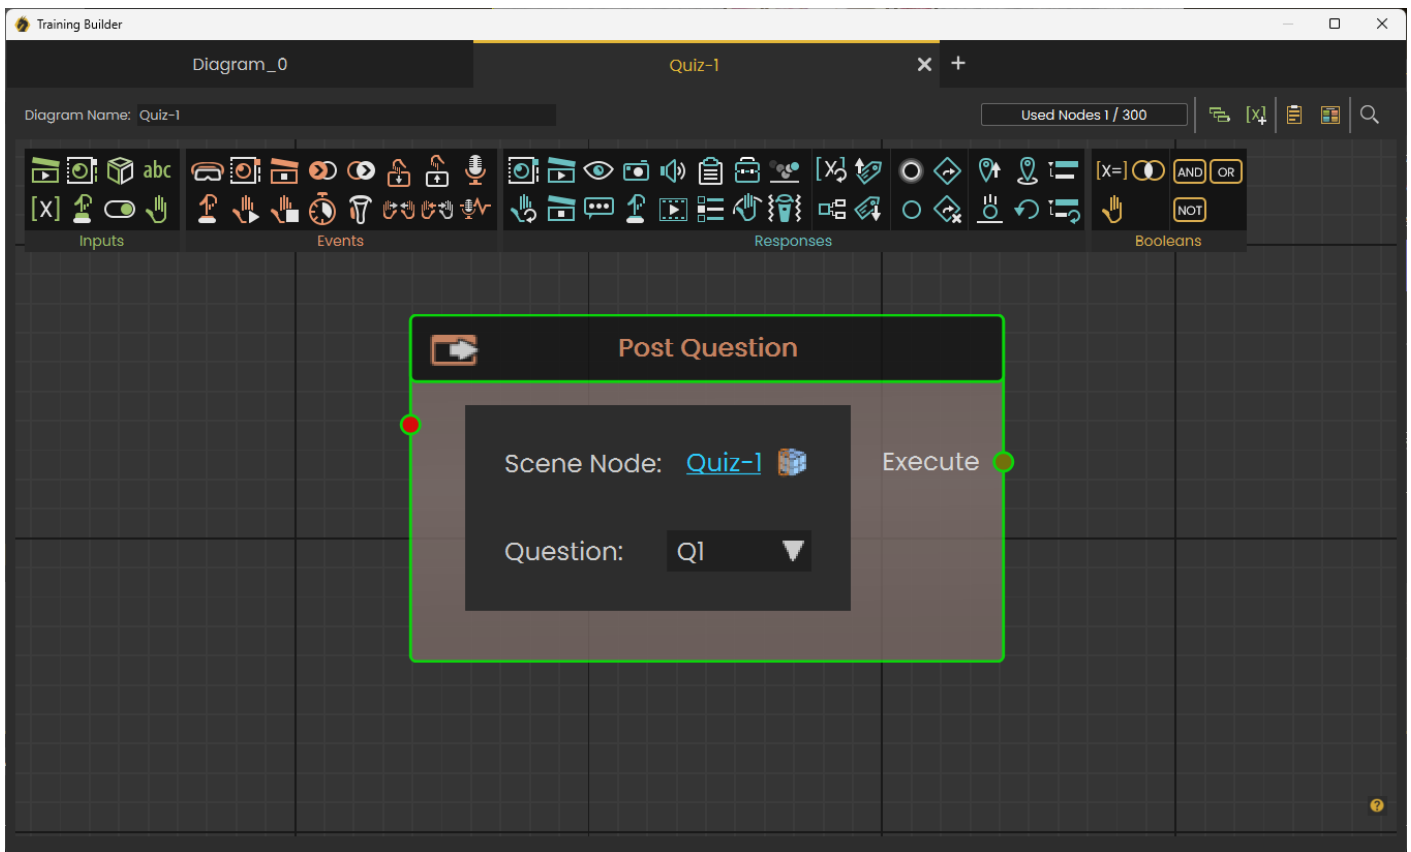 Training Builder
Diagram_0
Quiz-1
Diagram Name: Quiz-1
Used Nodes 1 / 300
abc
[X]
[X=]
AND
OR
NOT
Inputs
Events
Responses
Booleans
Post Question
Scene Node: Quiz-1
Execute
Question: Q1